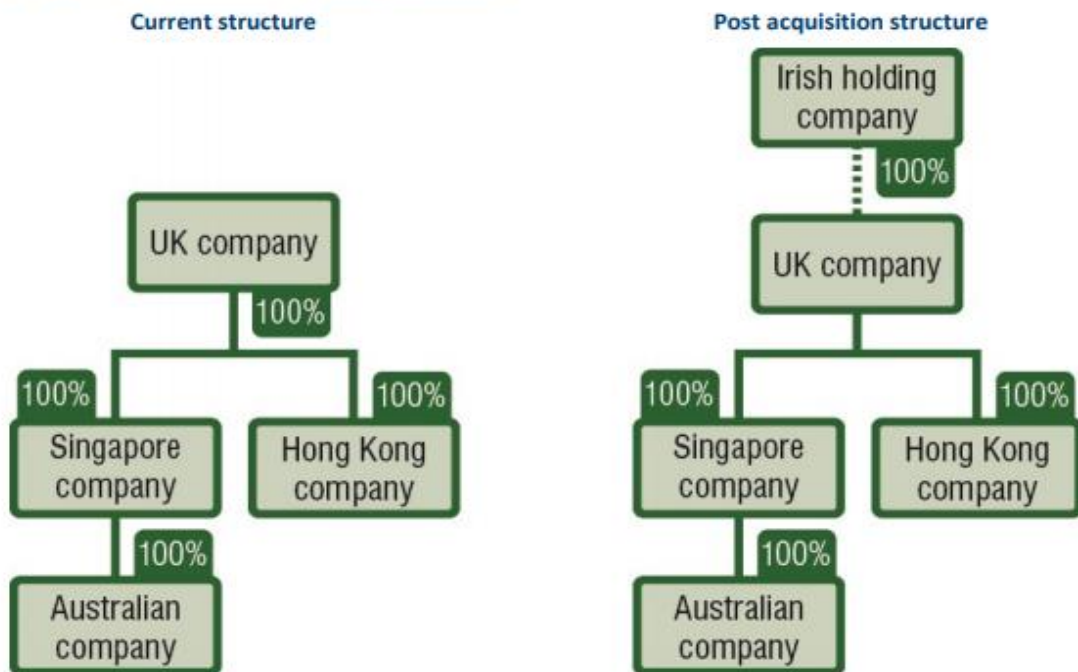 Current structure
UK company
100%
100%
100%
Singapore
company
Hong Kong
company
100%
Australian
company
Post acquisition structure
Irish holding
company
100%
UK company
100%
100%
Singapore
company
Hong Kong
company
100%
Australian
company